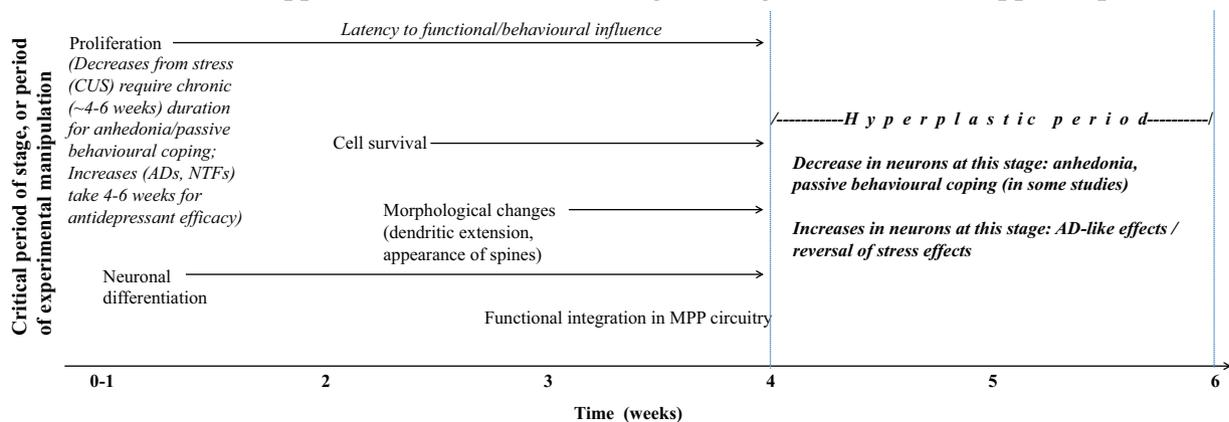 Critical period of stage, or period
of experimental manipulation
Proliferation
Latency to functional/behavioural influence
(Decreases from stress
(CUS) require chronic
(~4-6 weeks) duration
for anhedonia/passive
behavioural coping;
Increases (ADs, NTFs)
take 4-6 weeks for
antidepressant efficacy)
Cell survival
Morphological changes
(dendritic extension,
appearance of spines)
Neuronal
differentiation
Functional integration in MPP circuitry
/-----------H y p e r p l a s t i c p e r i o d----------/
Decrease in neurons at this stage: anhedonia,
passive behavioural coping (in some studies)
Increases in neurons at this stage: AD-like effects /
reversal of stress effects
0-1 2 3 4 5 6
Time (weeks)